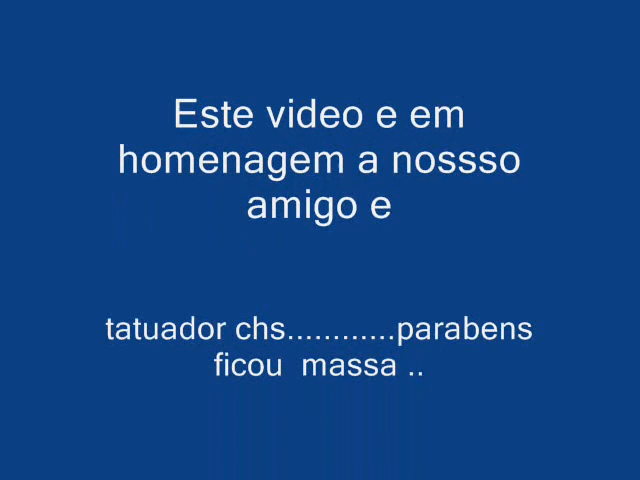 Este video e em
homenagem a nossso
amigo e
tatuador chs............parabens
ficou  massa ..